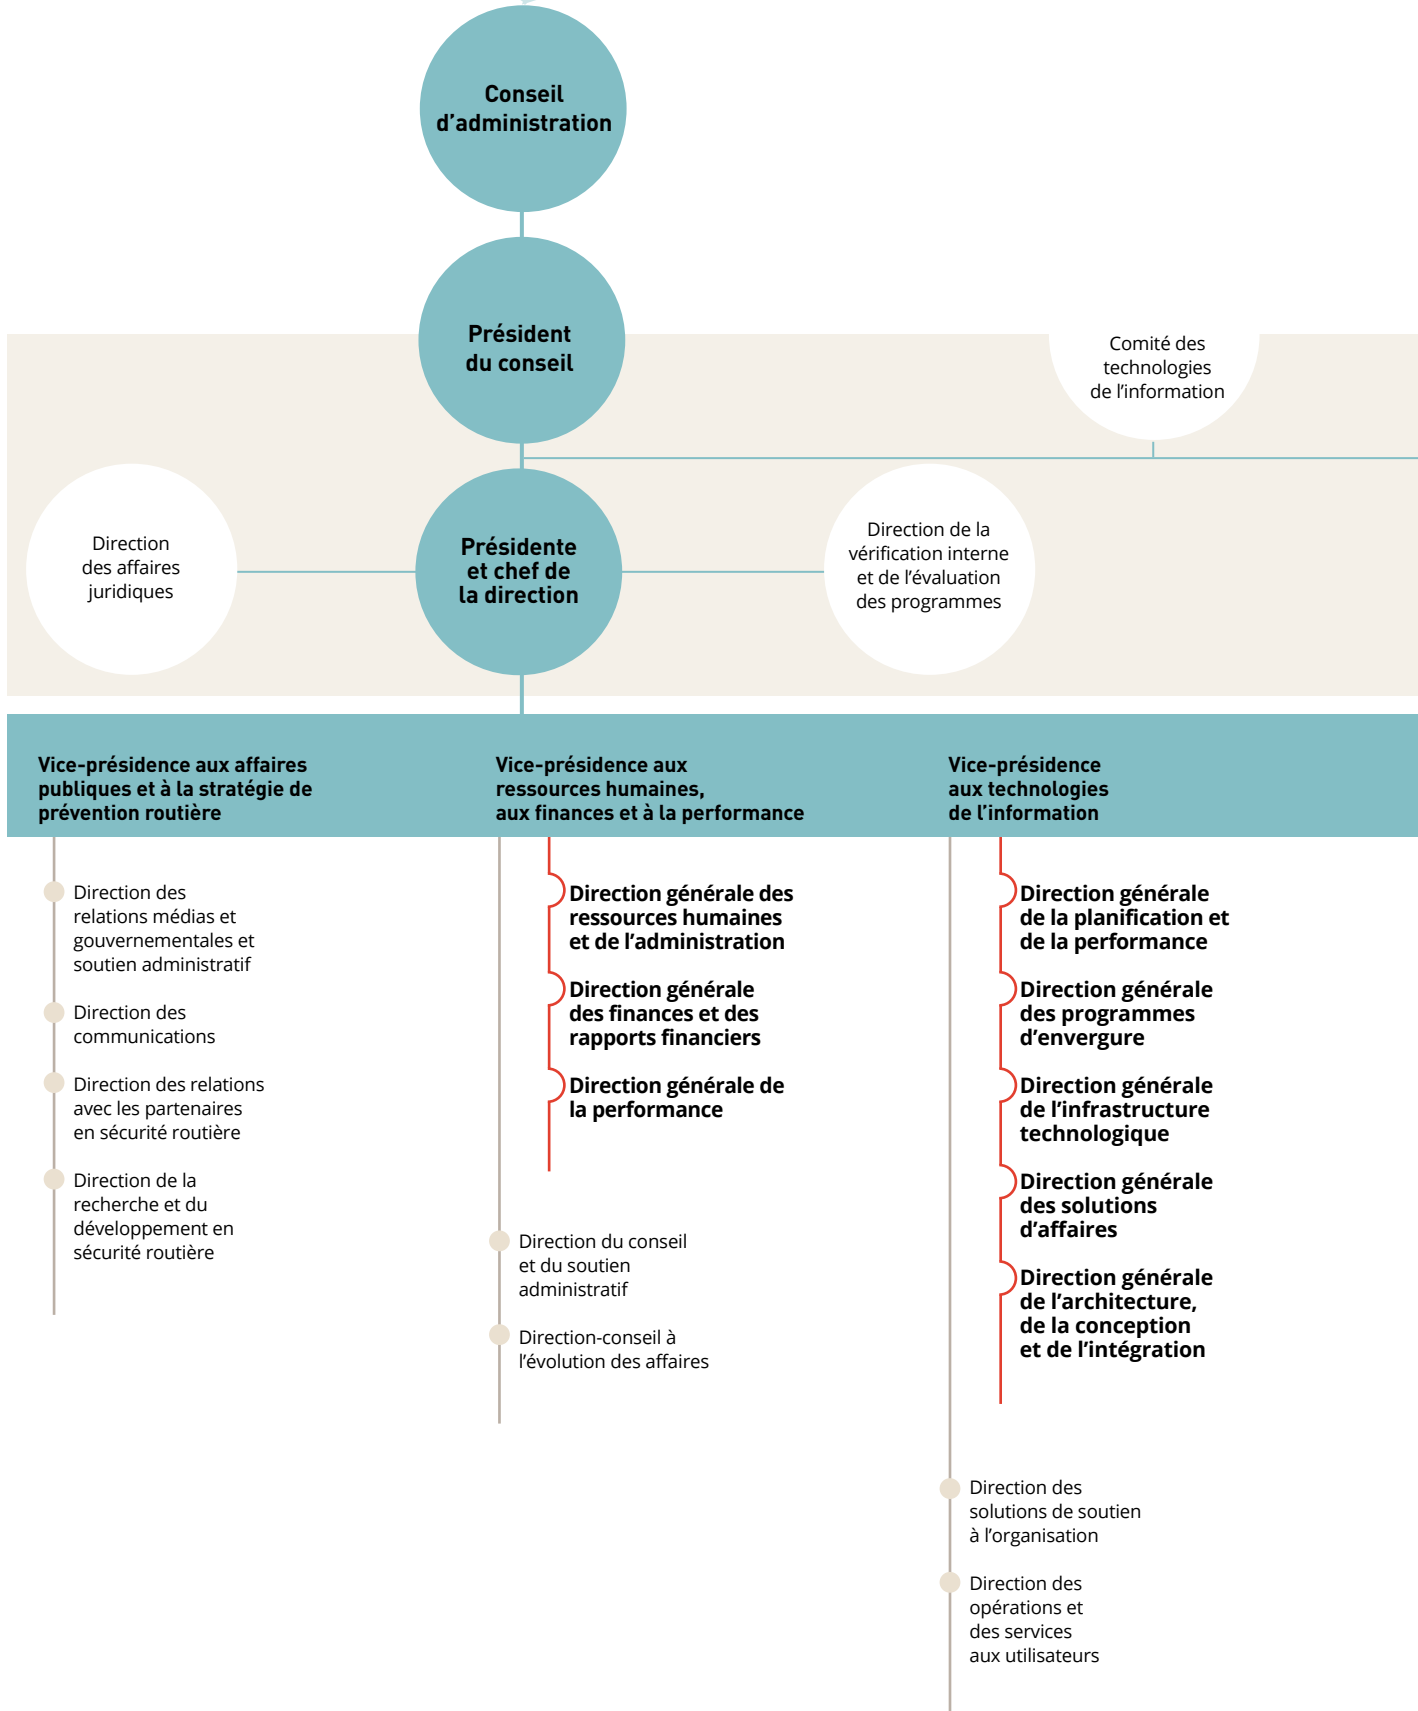 Conseil
d’administration
Président
du conseil
Comité des
technologies
de l’information
Direction
des affaires
juridiques
Présidente
et chef de
la direction
Direction de la
vérification interne
et de l’évaluation
des programmes
Vice-présidence aux affaires
publiques et à la stratégie de
prévention routière
Direction des
relations médias et
gouvernementales et
soutien administratif
Direction des
communications
Direction des relations
avec les partenaires
en sécurité routière
Direction de la
recherche et du
développement en
sécurité routière
Vice-présidence aux
ressources humaines,
aux finances et à la performance
Direction générale des
ressources humaines
et de l’administration
Direction générale
des finances et des
rapports financiers
Direction générale de
la performance
Direction du conseil
et du soutien
administratif
Direction-conseil à
l’évolution des affaires
Vice-présidence
aux technologies
de l’information
Direction générale
de la planification et
de la performance
Direction générale
des programmes
d’envergure
Direction générale
de l’infrastructure
technologique
Direction générale
des solutions
d’affaires
Direction générale
de l’architecture,
de la conception
et de l’intégration
Direction des
solutions de soutien
à l’organisation
Direction des
opérations et
des services
aux utilisateurs